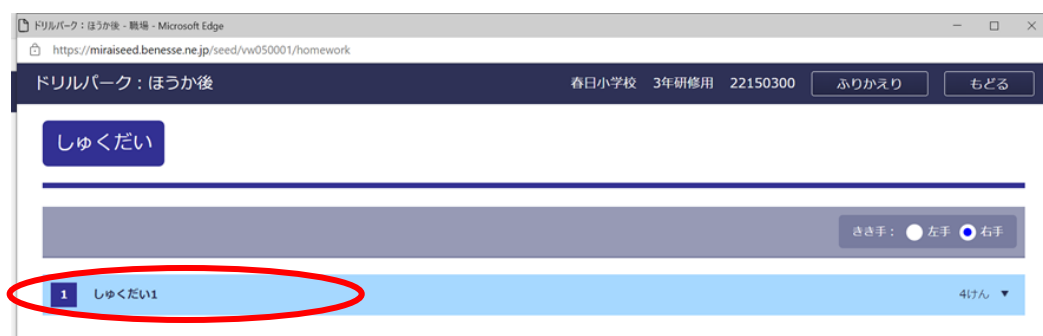 ドリルパーク：ほうか後 - 職場 - Microsoft Edge
https://miraiseed.benesse.ne.jp/seed/vw050001/homework
ドリルパーク：ほうか後 春日小学校 3年研修用 22150300 ふりかえり もどる
しゅくだい
きき手： 左手 右手
1 しゅくだい1 4けん ▼